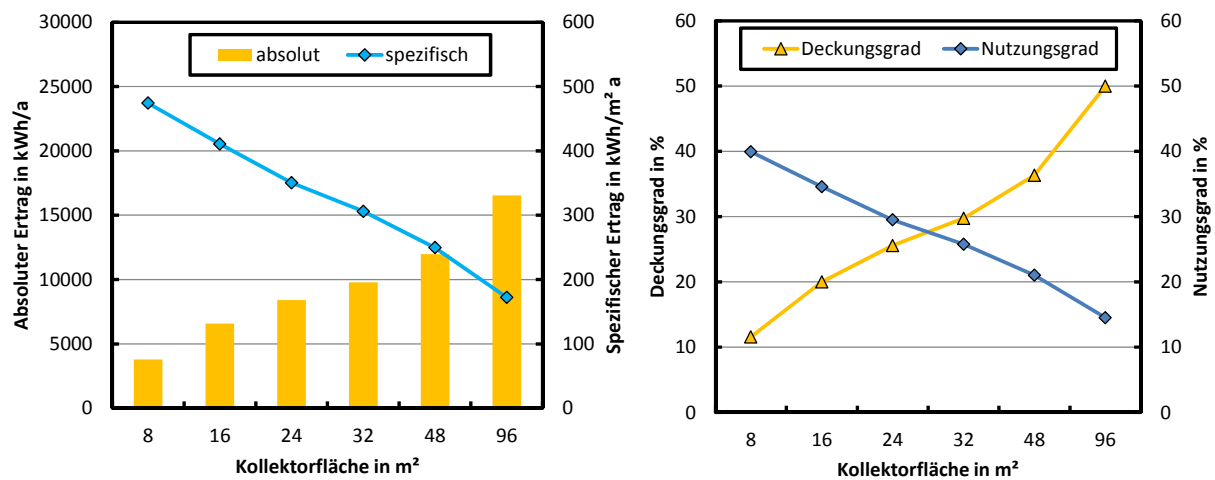 30000
25000
20000
15000
10000
5000
0
Absoluter Ertrag in kWh/a
absolut
spezifisch
600
500
400
300
200
100
0
Spezifischer Ertrag in kWh/m² a
8 16 24 32 48 96
Kollektorfläche in m²
60
50
40
30
20
10
0
Deckungsgrad in %
Deckungsgrad
Nutzungsgrad
60
50
40
30
20
10
0
Nutzungsgrad in %
8 16 24 32 48 96
Kollektorfläche in m²